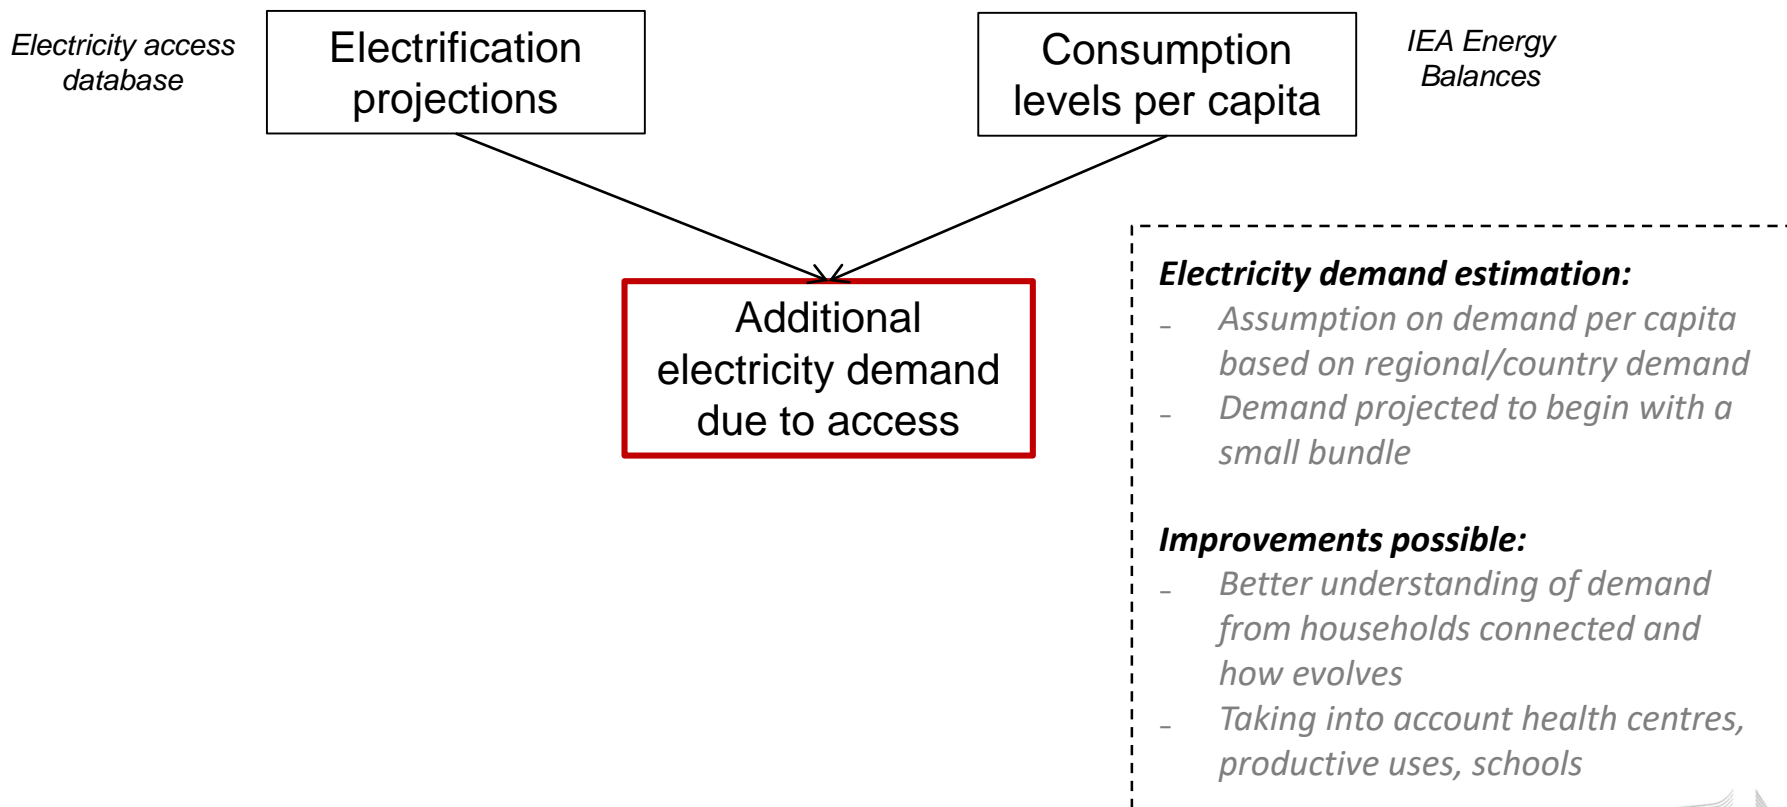 Electricity access
database
Electrification
projections
Consumption
levels per capita
IEA Energy
Balances
Additional
electricity demand
due to access
Electricity demand estimation:
- Assumption on demand per capita
based on regional/country demand
- Demand projected to begin with a
small bundle
Improvements possible:
- Better understanding of demand
from households connected and
how evolves
- Taking into account health centres,
productive uses, schools